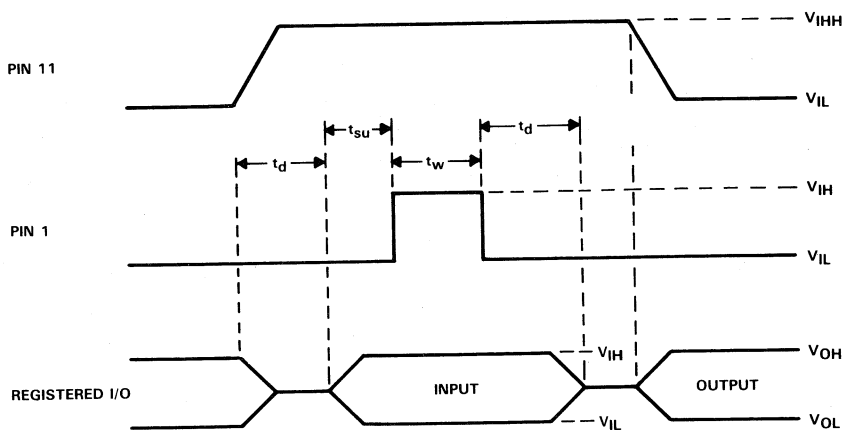 VIHH
PIN 11
VIL
tsu
td
td
tw
VIH
PIN 1
VIL
VIH
VOH
REGISTERED I/O
INPUT
OUTPUT
VIL
VOL